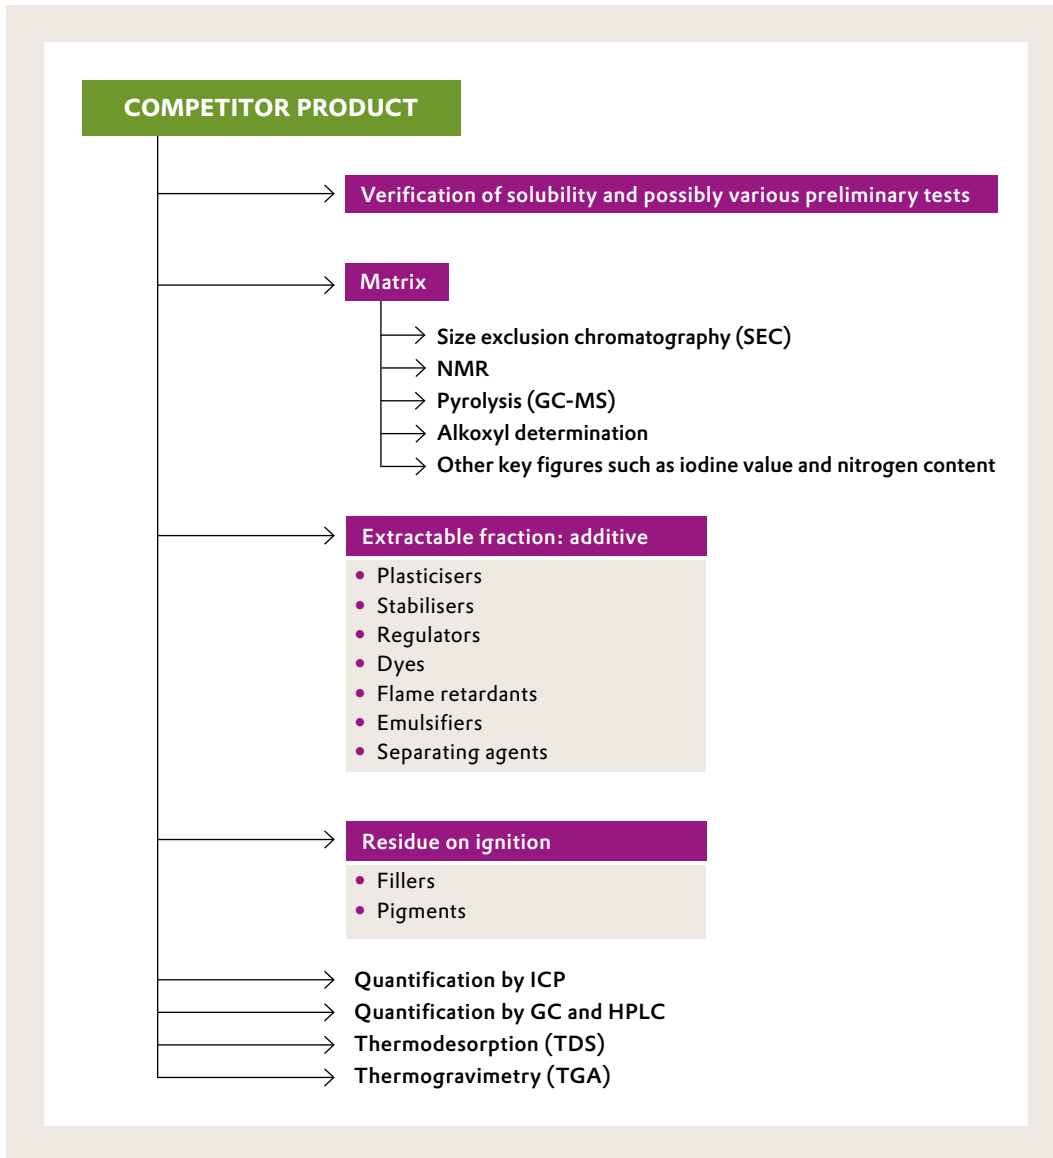 COMPETITOR PRODUCT
Verification of solubility and possibly various preliminary tests
Matrix
Size exclusion chromatography (SEC)
NMR
Pyrolysis (GC-MS)
Alkoxyl determination
Other key figures such as iodine value and nitrogen content
Extractable fraction: additive
• Plasticisers
• Stabilisers
• Regulators
• Dyes
• Flame retardants
• Emulsifiers
• Separating agents
Residue on ignition
• Fillers
• Pigments
Quantification by ICP
Quantification by GC and HPLC
Thermodesorption (TDS)
Thermogravimetry (TGA)